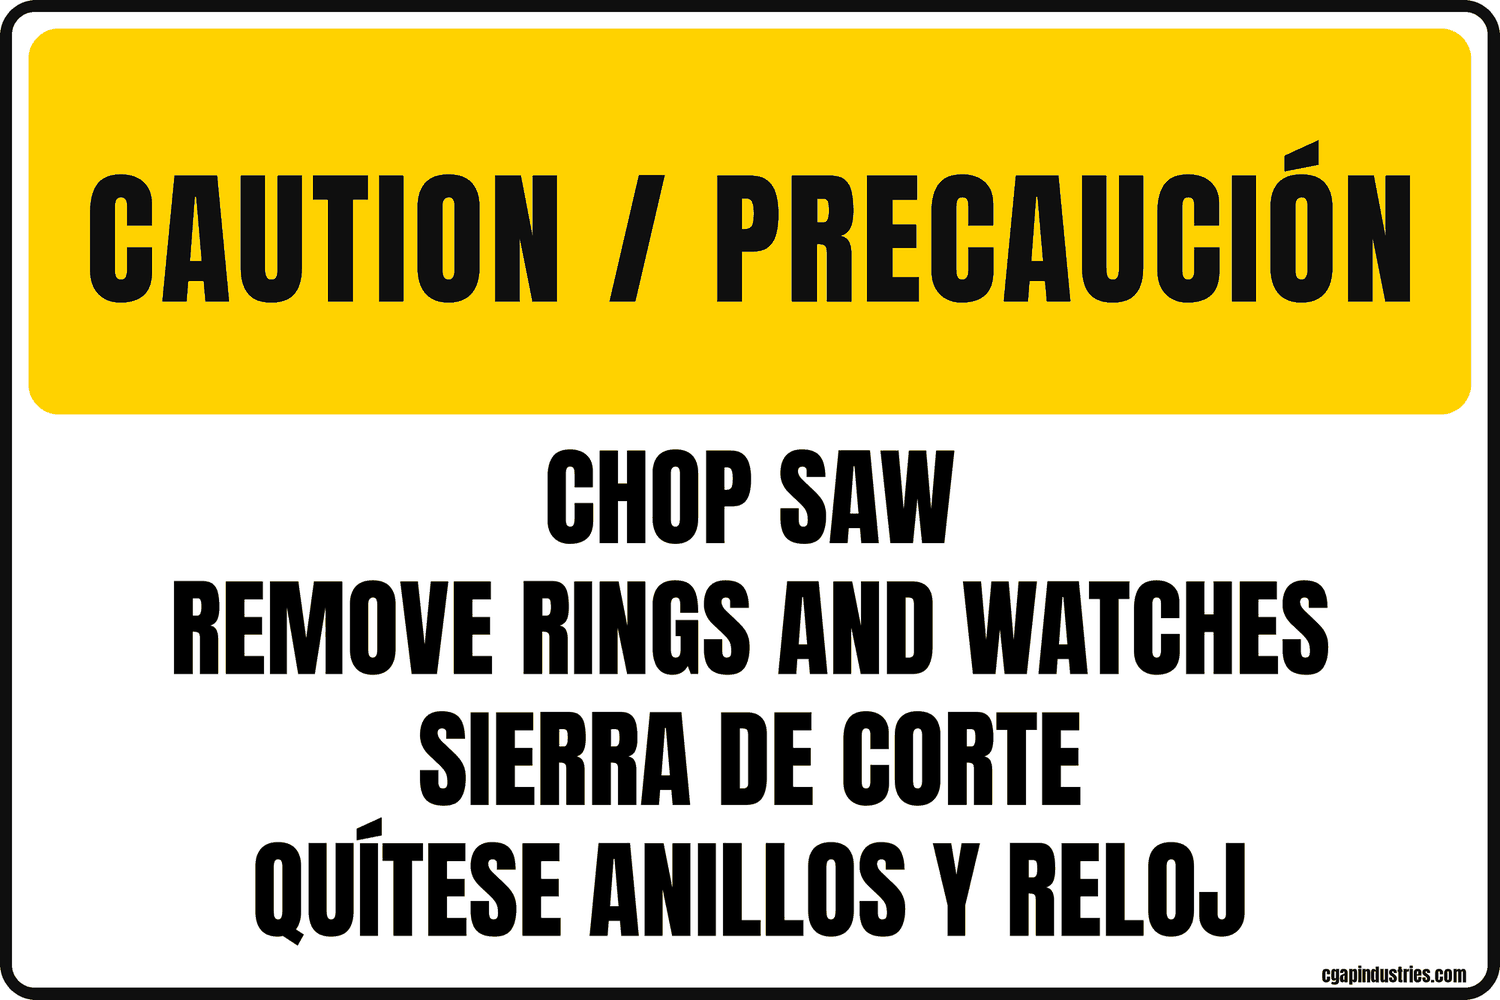 CAUTION / PRECAUCIÓN
CHOP SAW
REMOVE RINGS AND WATCHES
SIERRA DE CORTE
QUÍTESE ANILLOS Y RELOJ
cgapindustries.com